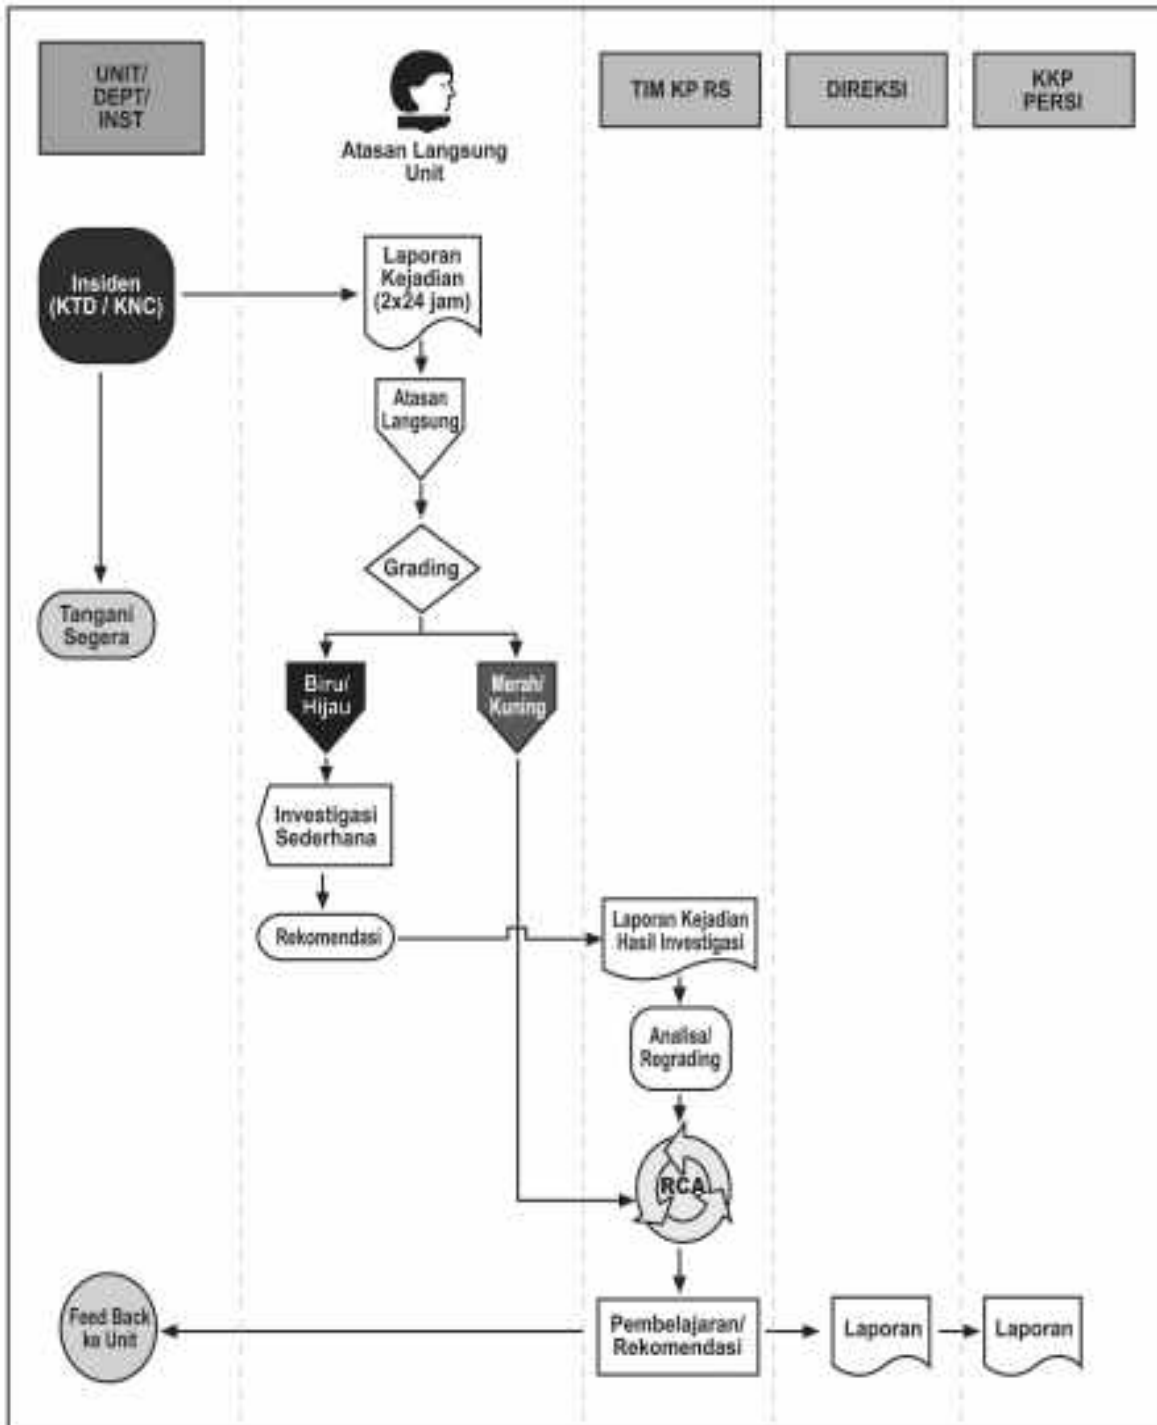 UNIT/
DEPT/
INST
Atasan Langsung
Unit
TIM KP RS
DIREKSI
KKP
PERSI
Insiden
(KTD / KNC)
Laporan
Kejadian
(2x24 jam)
Atasan
Langsung
Grading
Tangani
Segera
Biru/
Hijau
Merah/
Kuning
Investigasi
Sederhana
Rekomendasi
Laporan Kejadian
Hasil Investigasi
Analisa/
Regrading
RCA
Feed Back
ke Unit
Pembelajaran/
Rekomendasi
Laporan
Laporan